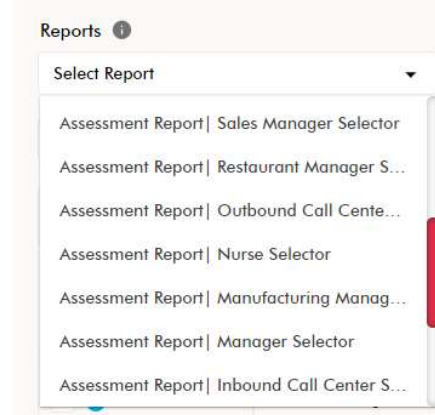 Reports
Select Report
Assessment Report| Sales Manager Selector
Assessment Report| Restaurant Manager S...
Assessment Report| Outbound Call Cente...
Assessment Report| Nurse Selector
Assessment Report| Manufacturing Manag...
Assessment Report| Manager Selector
Assessment Report| Inbound Call Center S...